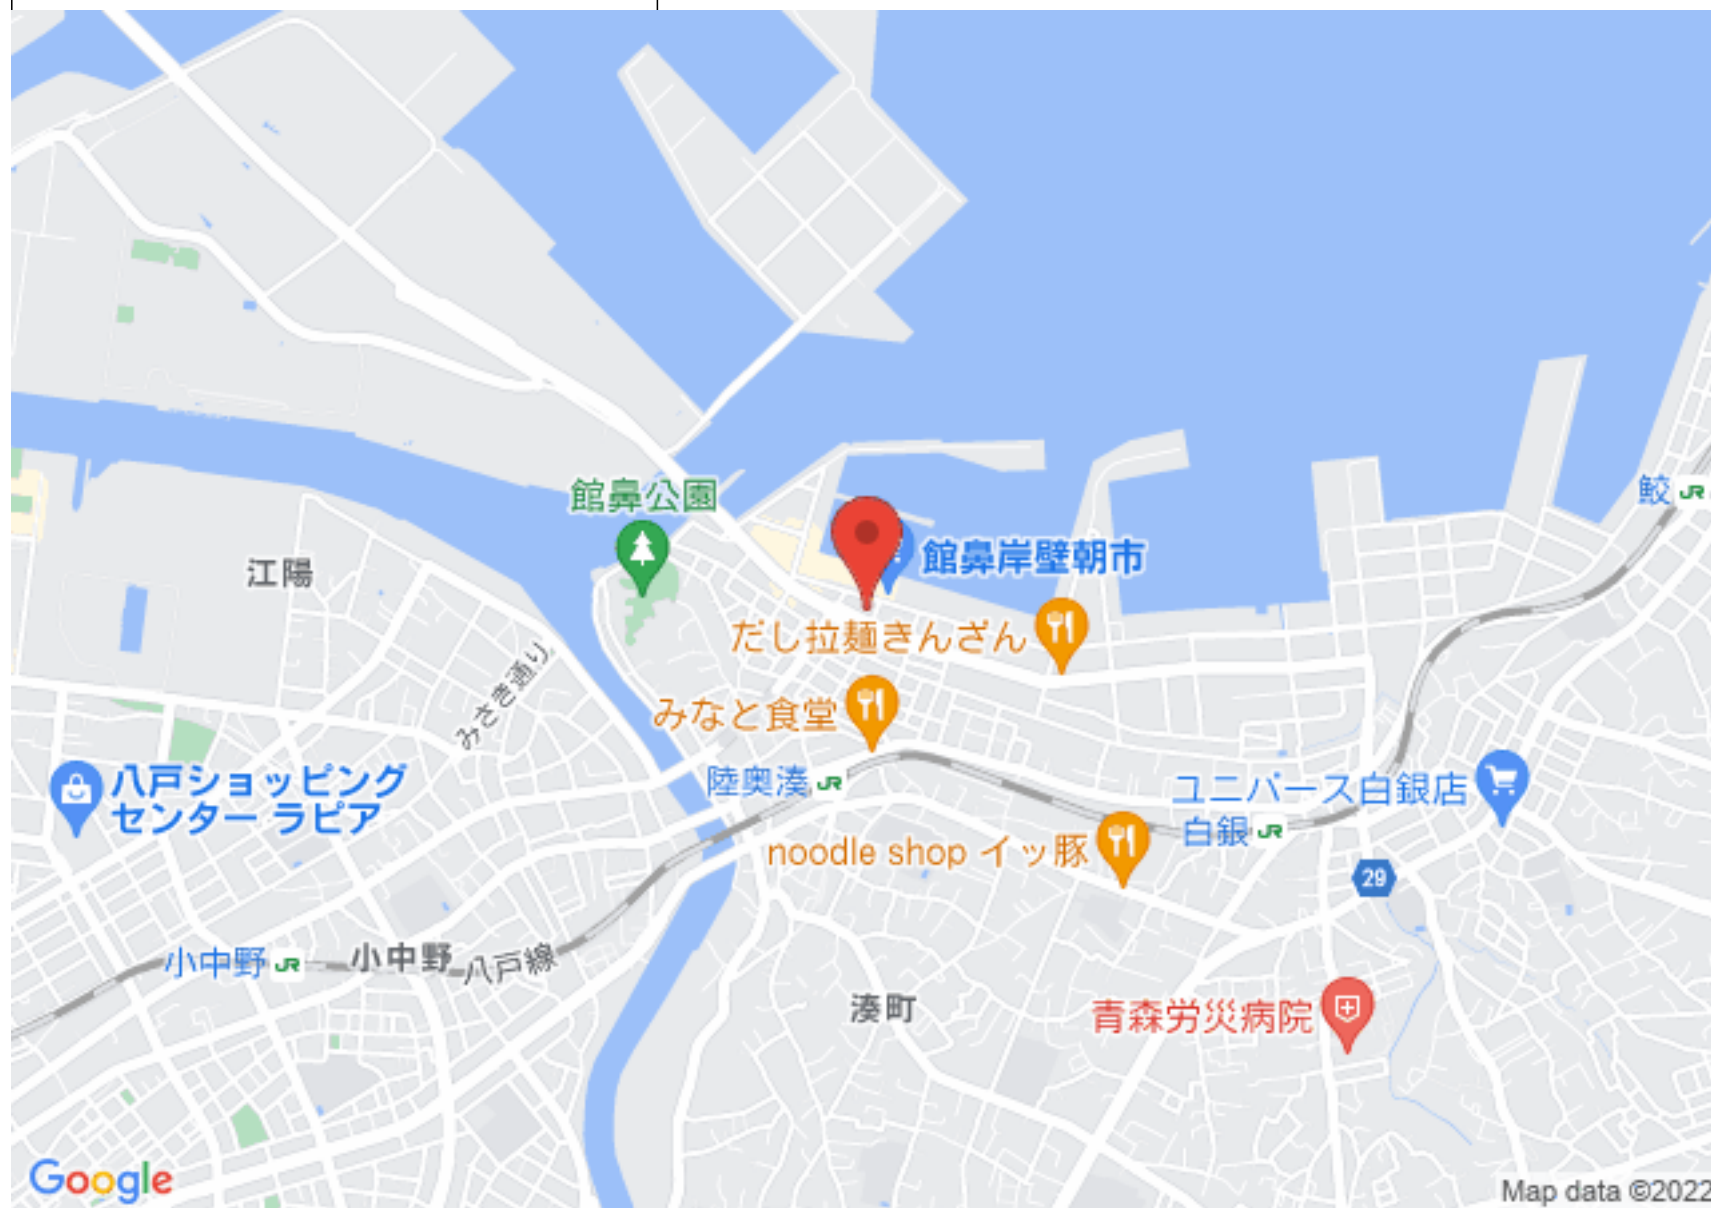 館鼻公園
鮫 JR
江陽
館鼻岸壁朝市
だし拉麺きんざん
みさき通り
みなと食堂
八戸ショッピング
センター ラピア
陸奥湊 JR
ユニバース白銀店
白銀 JR
noodle shop イッ豚
29
小中野 JR
小中野
八戸線
湊町
青森労災病院
Google
Map data ©2022